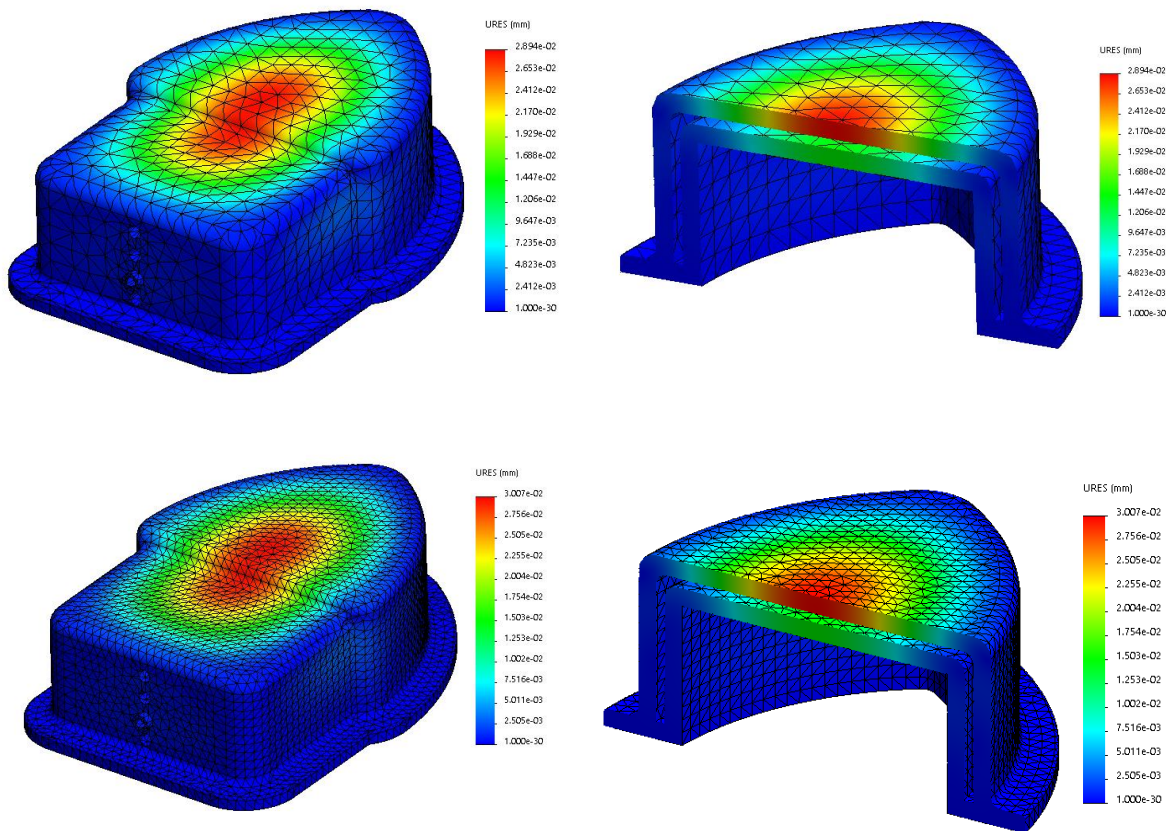 URES (mm)
2.894e-02
2.653e-02
2.412e-02
2.170e-02
1.929e-02
1.688e-02
1.447e-02
1.206e-02
9.647e-03
7.235e-03
4.823e-03
2.412e-03
1.000e-30
URES (mm)
2.894e-02
2.653e-02
2.412e-02
2.170e-02
1.929e-02
1.688e-02
1.447e-02
1.206e-02
9.647e-03
7.235e-03
4.823e-03
2.412e-03
1.000e-30
URES (mm)
3.007e-02
2.756e-02
2.505e-02
2.255e-02
2.004e-02
1.754e-02
1.503e-02
1.253e-02
1.002e-02
7.516e-03
5.011e-03
2.505e-03
1.000e-30
URES (mm)
3.007e-02
2.756e-02
2.505e-02
2.255e-02
2.004e-02
1.754e-02
1.503e-02
1.253e-02
1.002e-02
7.516e-03
5.011e-03
2.505e-03
1.000e-30